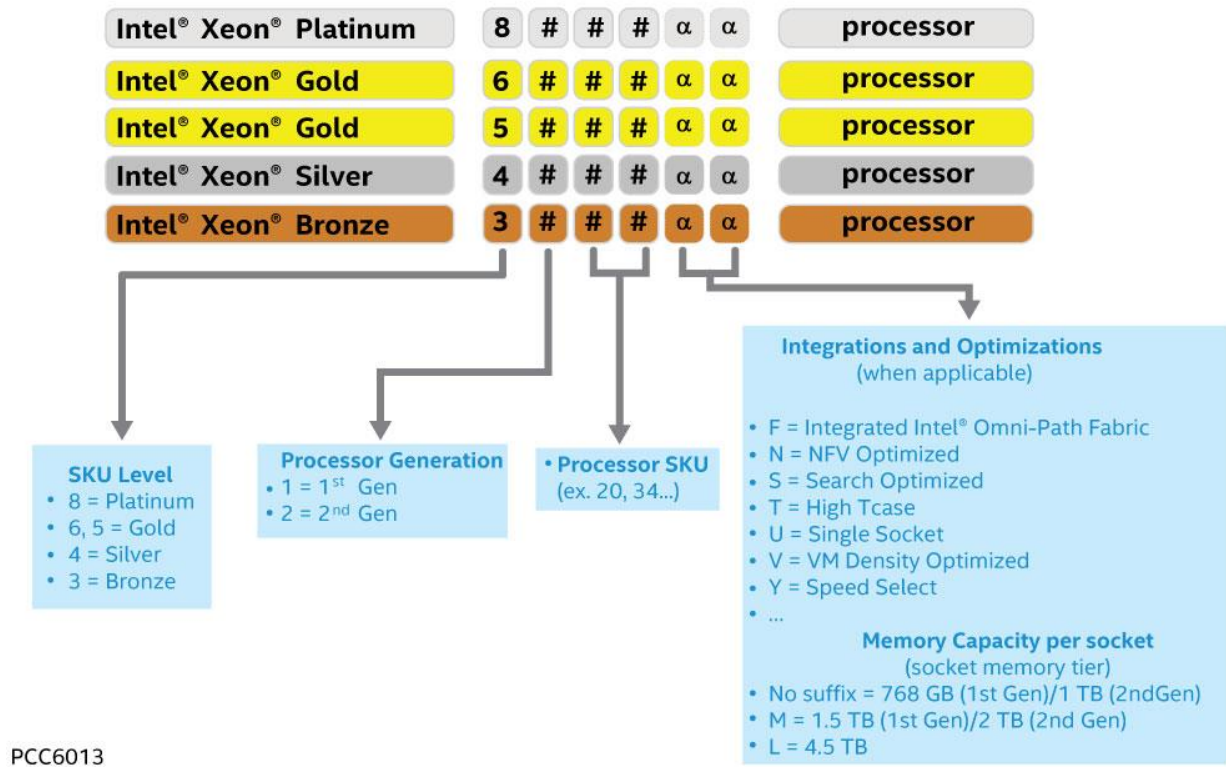 Intel® Xeon® Platinum 8 # # # α α processor
Intel® Xeon® Gold 6 # # # α α processor
Intel® Xeon® Gold 5 # # # α α processor
Intel® Xeon® Silver 4 # # # α α processor
Intel® Xeon® Bronze 3 # # # α α processor
SKU Level
• 8 = Platinum
• 6, 5 = Gold
• 4 = Silver
• 3 = Bronze
Processor Generation
• 1 = 1st Gen
• 2 = 2nd Gen
• Processor SKU
(ex. 20, 34...)
Integrations and Optimizations
(when applicable)
• F = Integrated Intel® Omni-Path Fabric
• N = NFV Optimized
• S = Search Optimized
• T = High Tcase
• U = Single Socket
• V = VM Density Optimized
• Y = Speed Select
• ...
Memory Capacity per socket
(socket memory tier)
• No suffix = 768 GB (1st Gen)/1 TB (2ndGen)
• M = 1.5 TB (1st Gen)/2 TB (2nd Gen)
• L = 4.5 TB
PCC6013